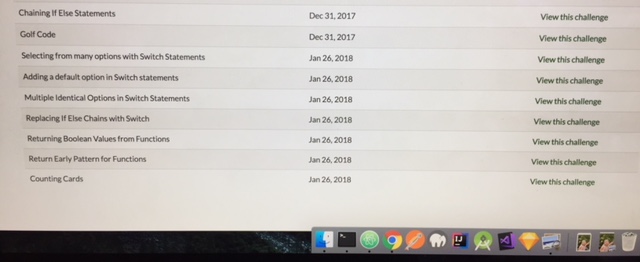 Chaining If Else Statements Dec 31, 2017 View this challenge
Golf Code Dec 31, 2017 View this challenge
Selecting from many options with Switch Statements Jan 26, 2018 View this challenge
Adding a default option in Switch statements Jan 26, 2018 View this challenge
Multiple Identical Options in Switch Statements Jan 26, 2018 View this challenge
Replacing If Else Chains with Switch Jan 26, 2018 View this challenge
Returning Boolean Values from Functions Jan 26, 2018 View this challenge
Return Early Pattern for Functions Jan 26, 2018 View this challenge
Counting Cards Jan 26, 2018 View this challenge
IJ